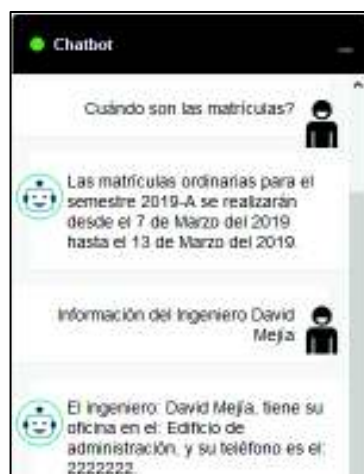 Chatbot
Cuándo son las matrículas?
Las matrículas ordinarias para el
semestre 2019-A se realizarán
desde el 7 de Marzo del 2019
hasta el 13 de Marzo del 2019
Información del Ingeniero David
Mejía
El ingeniero: David Mejía, tiene su
oficina en el: Edificio de
administración, y su teléfono es el:
2222222